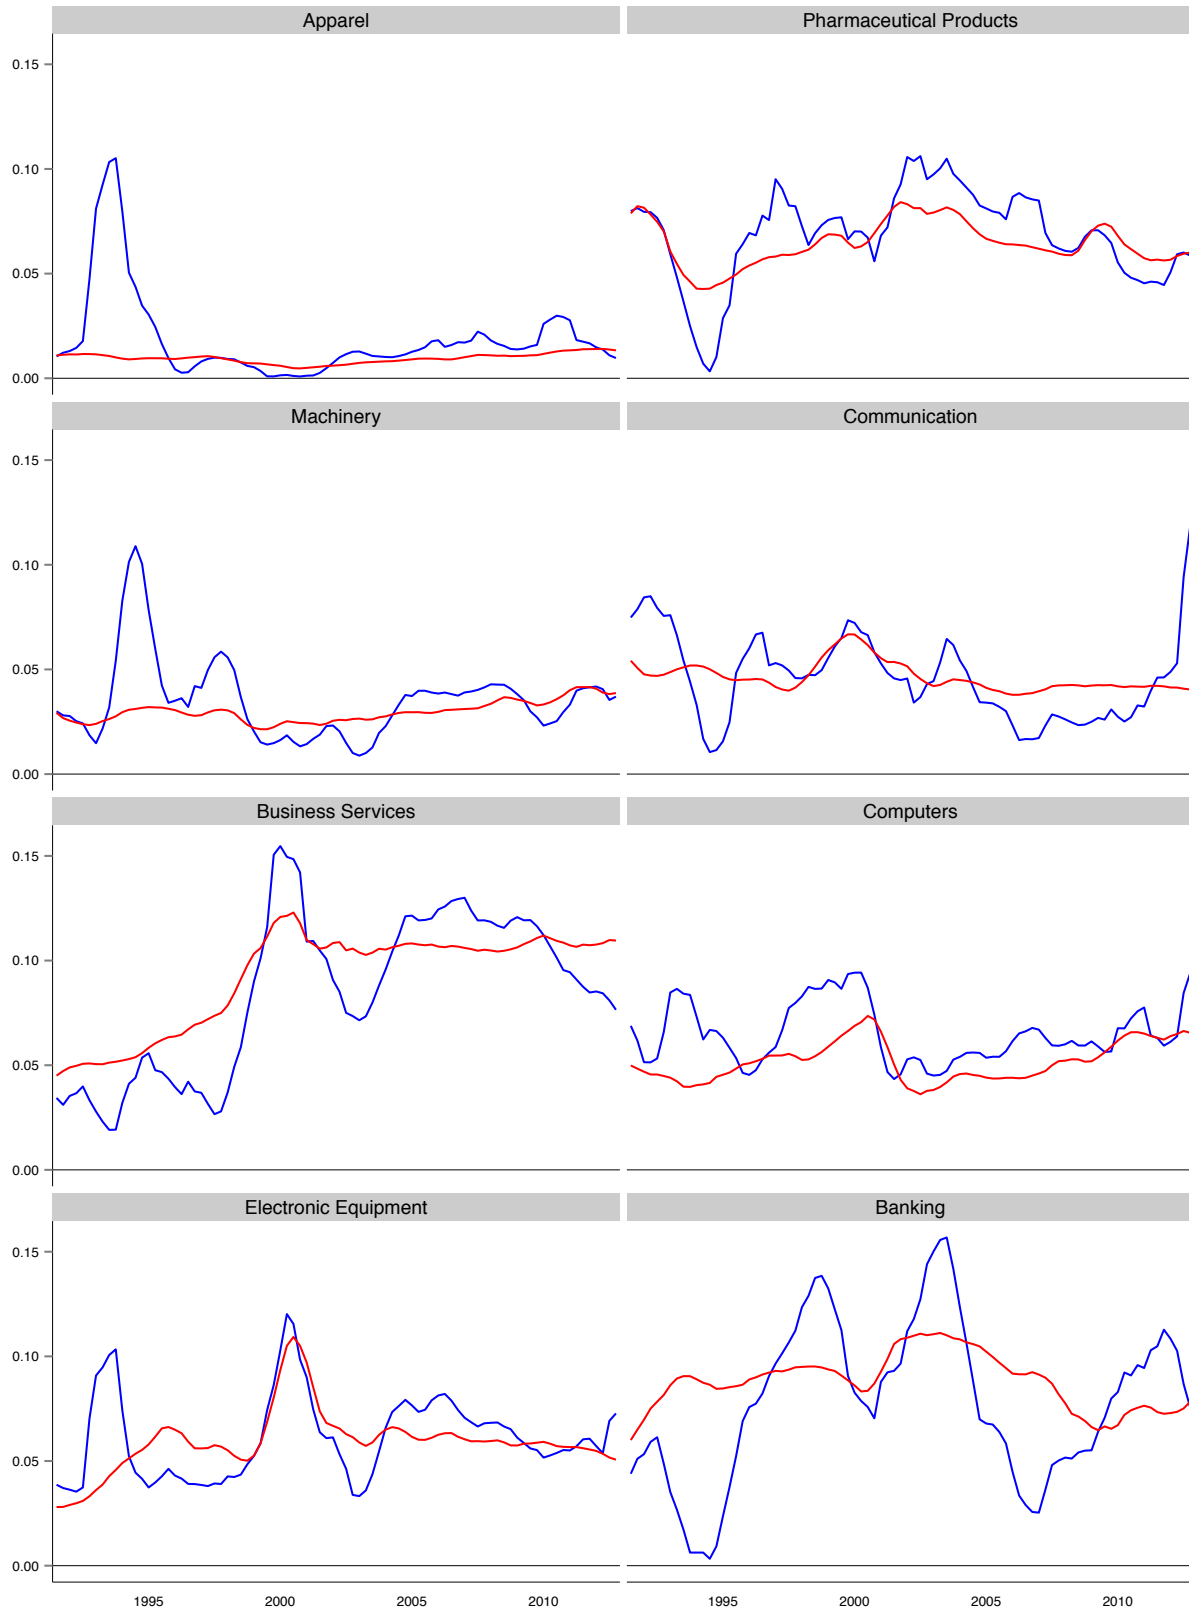 Apparel
Pharmaceutical Products
0.15
0.10
0.05
0.00
Machinery
Communication
0.15
0.10
0.05
0.00
Business Services
Computers
0.15
0.10
0.05
0.00
Electronic Equipment
Banking
0.15
0.10
0.05
0.00
1995 2000 2005 2010 1995 2000 2005 2010